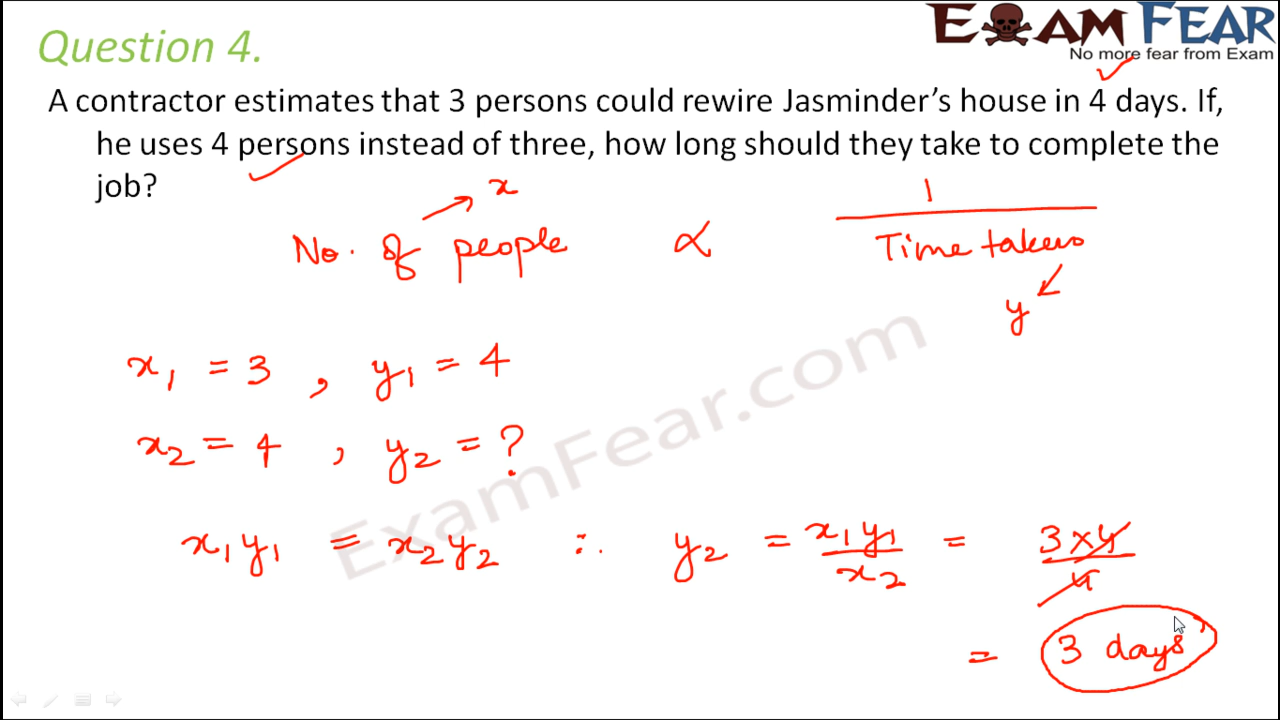 EXAM FEAR
No more fear from Exam
Question 4.
A contractor estimates that 3 persons could rewire Jasminder's house in 4 days. If,
he uses 4 persons instead of three, how long should they take to complete the
job?
x
No. of people ∝ 1 / Time taken
y
x₁ = 3 , y₁ = 4
x₂ = 4 , y₂ = ?
x₁y₁ = x₂y₂ ∴ y₂ = x₁y₁ / x₂ = 3 × 4 / 4
= 3 days
ExamFear.com